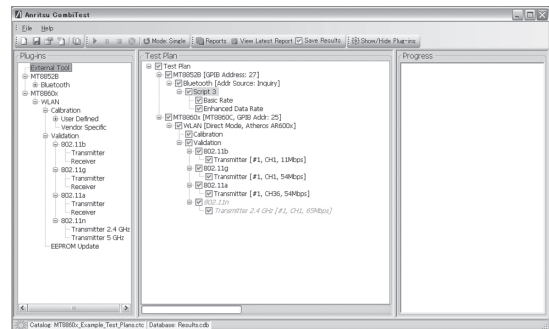 Anritsu CombiTest
File Help
Mode: Single Reports View Latest Report Save Results Show/Hide Plug-ins
Plug-ins
External Tool
MT8852B
Bluetooth
MT8860x
WLAN
Calibration
User Defined
Vendor Specific
Validation
802.11b
Transmitter
Receiver
802.11g
Transmitter
Receiver
802.11a
Transmitter
Receiver
802.11n
Transmitter 2.4 GHz
Transmitter 5 GHz
EEPROM Update
Test Plan
Test Plan
MT8852B [GPIB Address: 27]
Bluetooth [Addr Source: Inquiry]
Script 3
Basic Rate
Enhanced Data Rate
MT8860x [MT8860C, GPIB Addr: 25]
WLAN [Direct Mode, Atheros AR600x]
Calibration
Validation
802.11b
Transmitter [#1, CH1, 11Mbps]
802.11g
Transmitter [#1, CH1, 54Mbps]
802.11a
Transmitter [#1, CH36, 54Mbps]
802.11n
Transmitter 2.4 GHz [#1, CH1, 65Mbps]
Progress
Catalog: MT8860x_Example_Test_Plans.ctc Database: Results.cdb